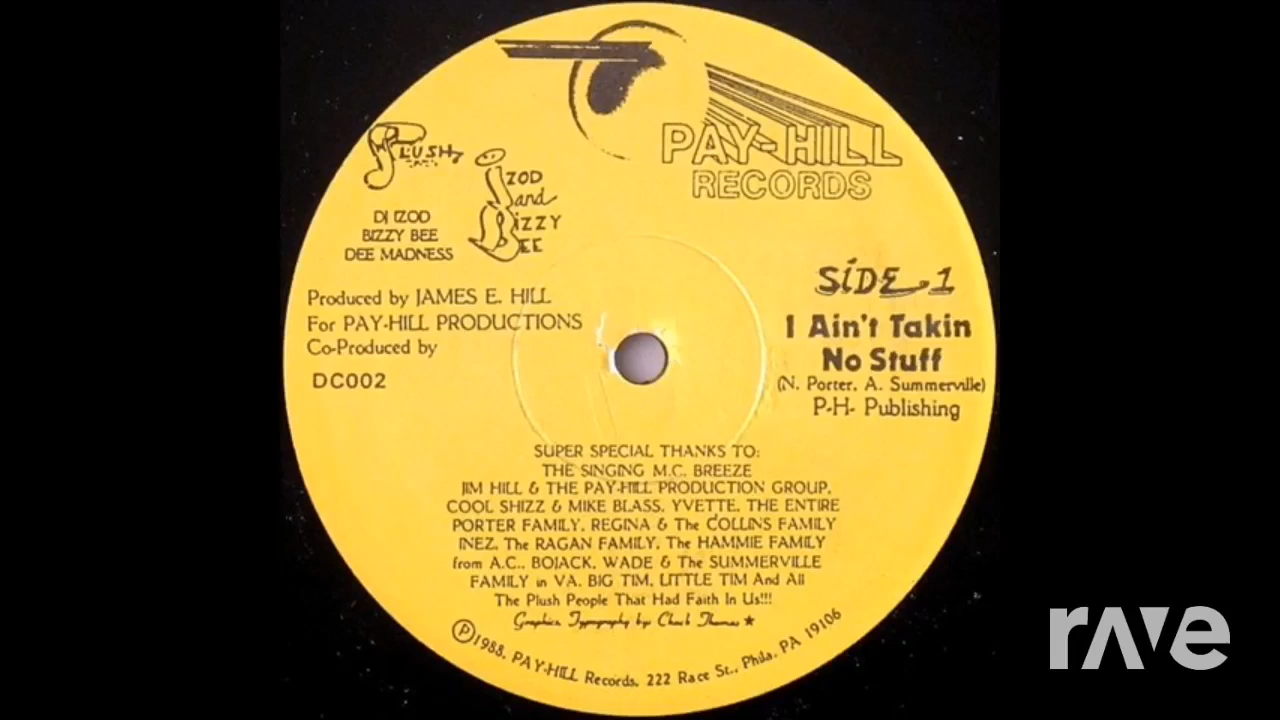 PAY-HILL
RECORDS
PLUSH
DJ IZOD
BIZZY BEE
DEE MADNESS
IZOD
and
BIZZY
BEE
Produced by JAMES E. HILL
For PAY-HILL PRODUCTIONS
Co-Produced by
DC002
SIDE 1
I Ain't Takin
No Stuff
(N. Porter, A. Summerville)
P-H- Publishing
SUPER SPECIAL THANKS TO:
THE SINGING M.C. BREEZE
JIM HILL & THE PAY-HILL PRODUCTION GROUP,
COOL SHIZZ & MIKE BLASS, YVETTE, THE ENTIRE
PORTER FAMILY, REGINA & The COLLINS FAMILY
INEZ, The RAGAN FAMILY, The HAMMIE FAMILY
from A.C., BOJACK, WADE & The SUMMERVILLE
FAMILY in VA, BIG TIM, LITTLE TIM And All
The Plush People That Had Faith In Us!!!
Graphics Typography by: Chuck Thomas ★
Ⓟ1988, PAY-HILL Records, 222 Race St., Phila, PA 19106
rave